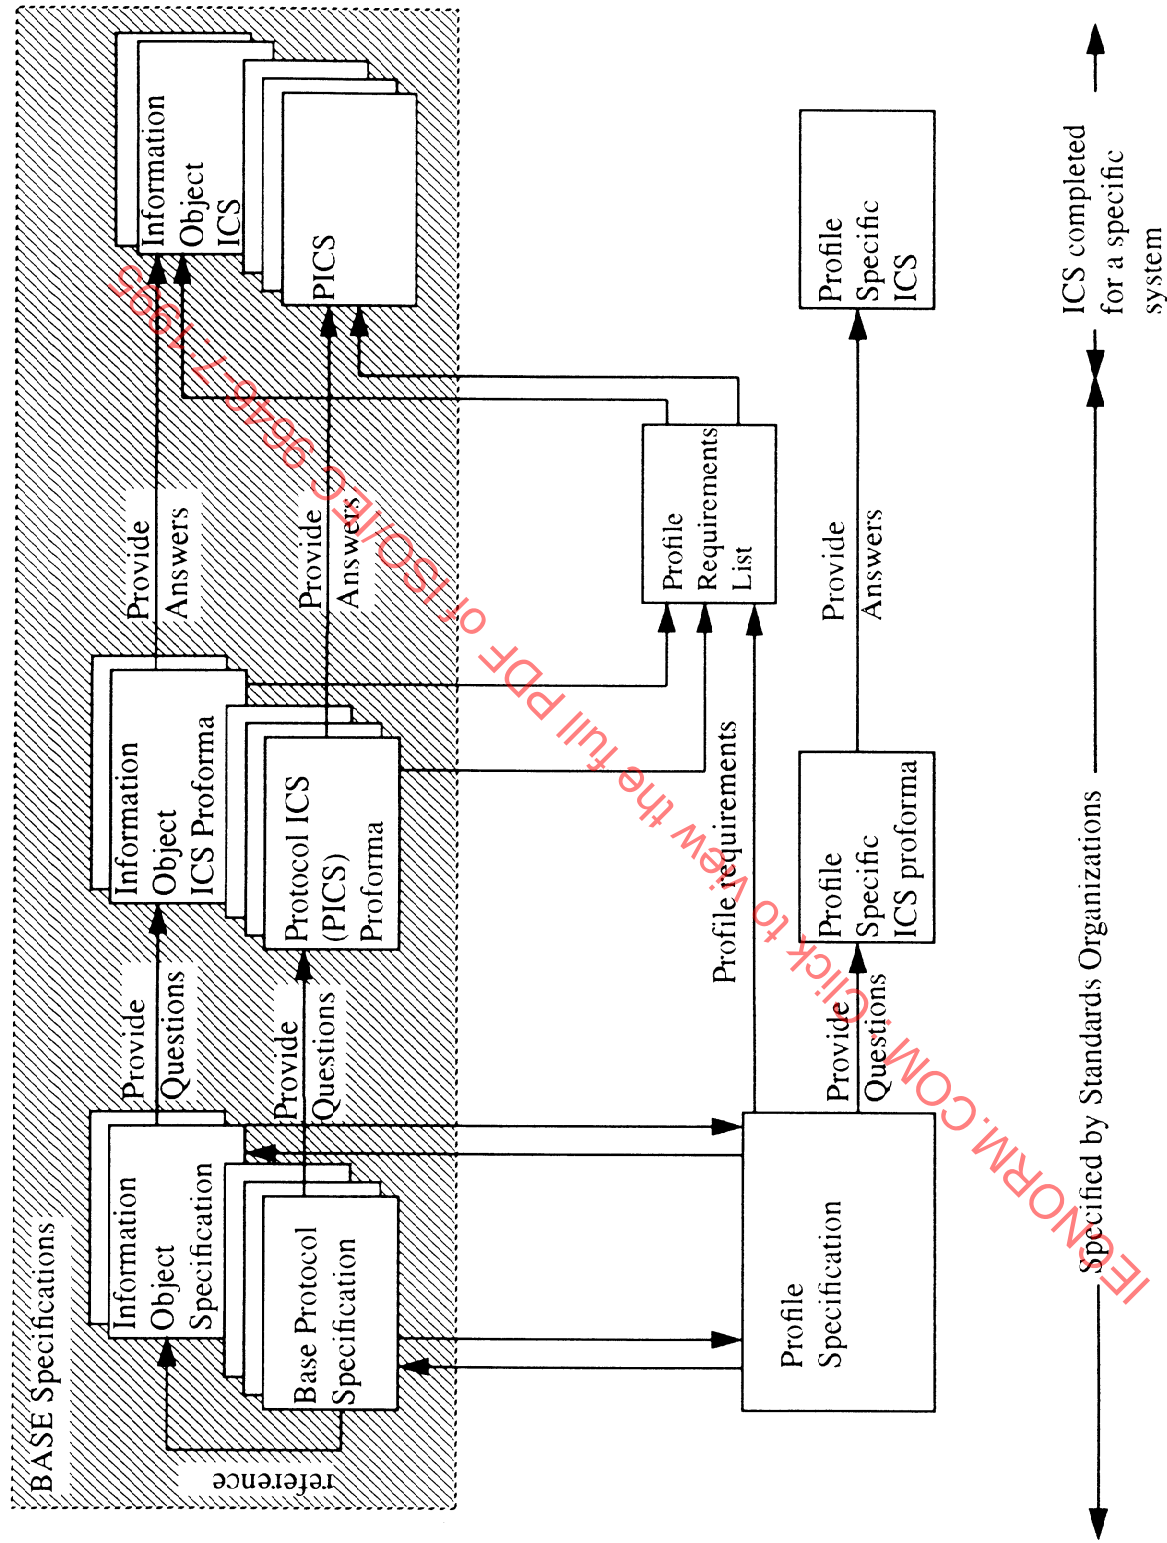 BASE Specifications
reference
Information
Object
Specification
Provide
Questions
Information
Object
ICS Proforma
Provide
Answers
Information
Object
ICS
Base Protocol
Specification
Provide
Questions
Protocol ICS
(PICS)
Proforma
Provide
Answers
PICS
Profile requirements
Profile
Requirements
List
Profile
Specification
Provide
Questions
Profile
Specific
ICS proforma
Provide
Answers
Profile
Specific
ICS
Specified by Standards Organizations
ICS completed
for a specific
system
IECNORM.COM : Click to view the full PDF of ISO/IEC 9646-7:1995